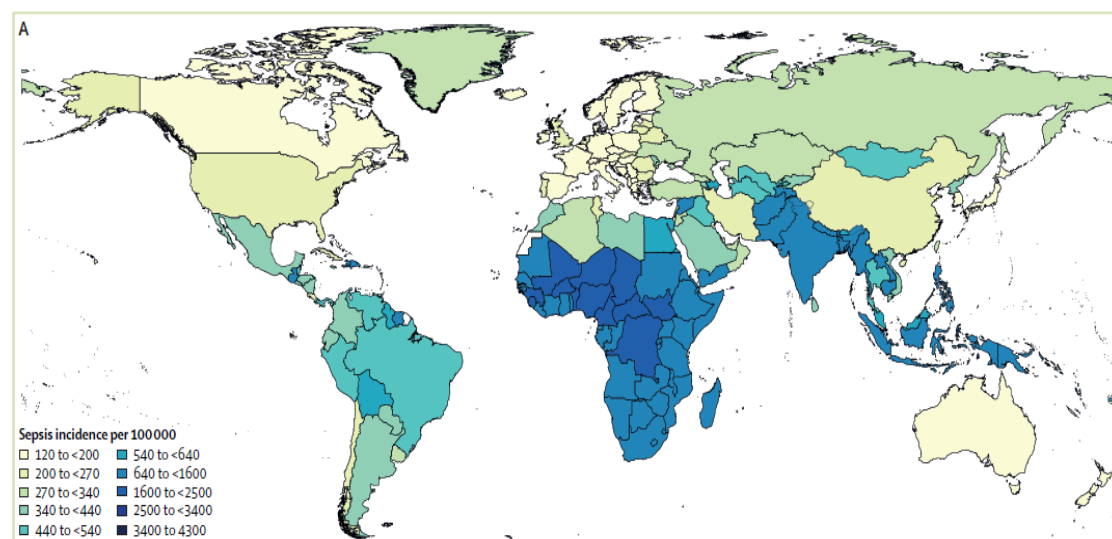 A
Sepsis incidence per 100 000
120 to <200
200 to <270
270 to <340
340 to <440
440 to <540
540 to <640
640 to <1600
1600 to <2500
2500 to <3400
3400 to 4300